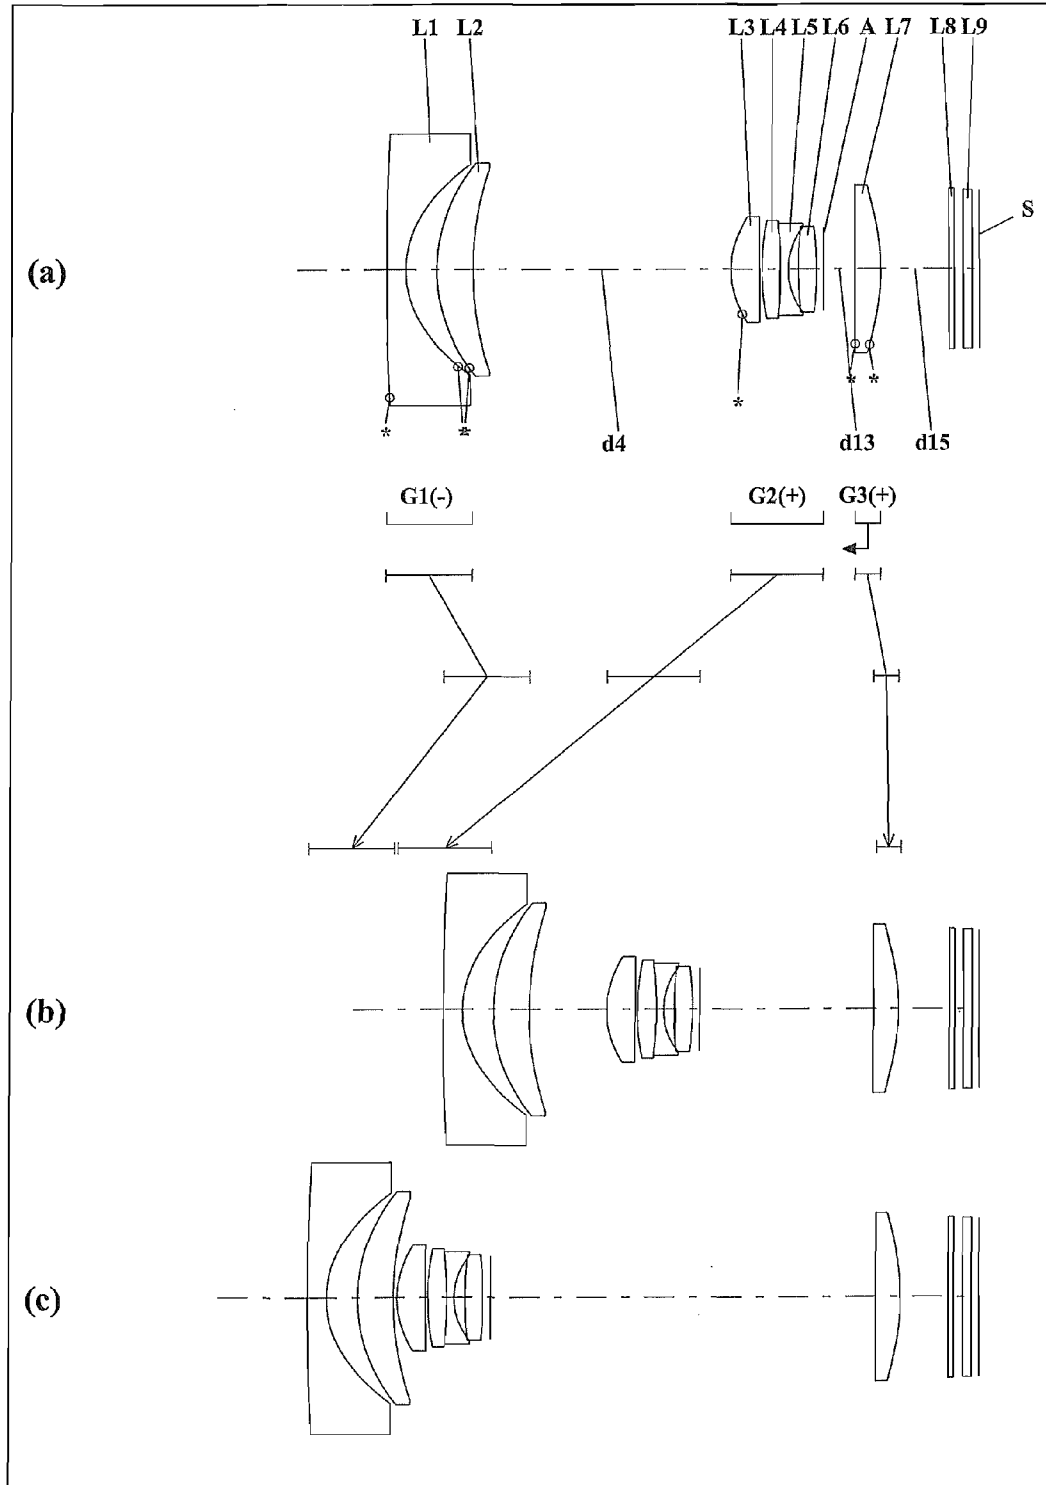 L1 L2 L3 L4 L5 L6 A L7 L8 L9
S
(a)
* * * * *
d4 d13 d15
G1(-) G2(+) G3(+)
(b)
(c)